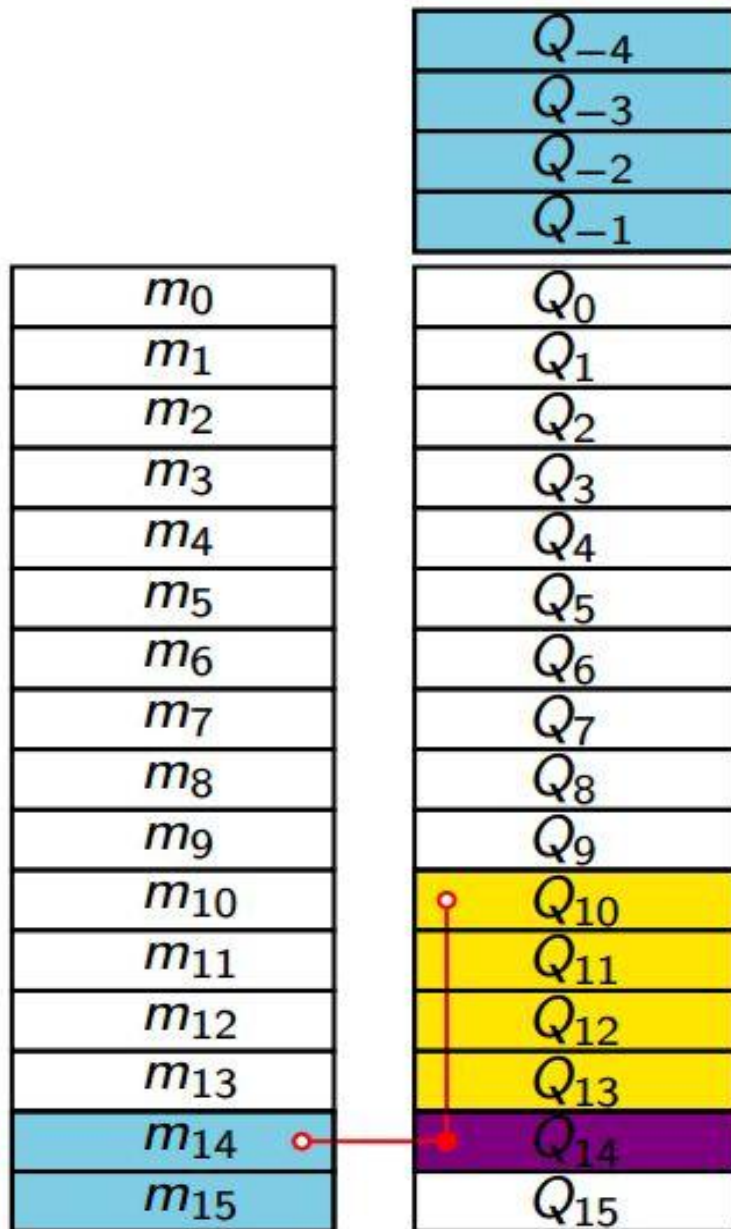 Q₋₄
Q₋₃
Q₋₂
Q₋₁
m₀ Q₀
m₁ Q₁
m₂ Q₂
m₃ Q₃
m₄ Q₄
m₅ Q₅
m₆ Q₆
m₇ Q₇
m₈ Q₈
m₉ Q₉
m₁₀ Q₁₀
m₁₁ Q₁₁
m₁₂ Q₁₂
m₁₃ Q₁₃
m₁₄ Q₁₄
m₁₅ Q₁₅